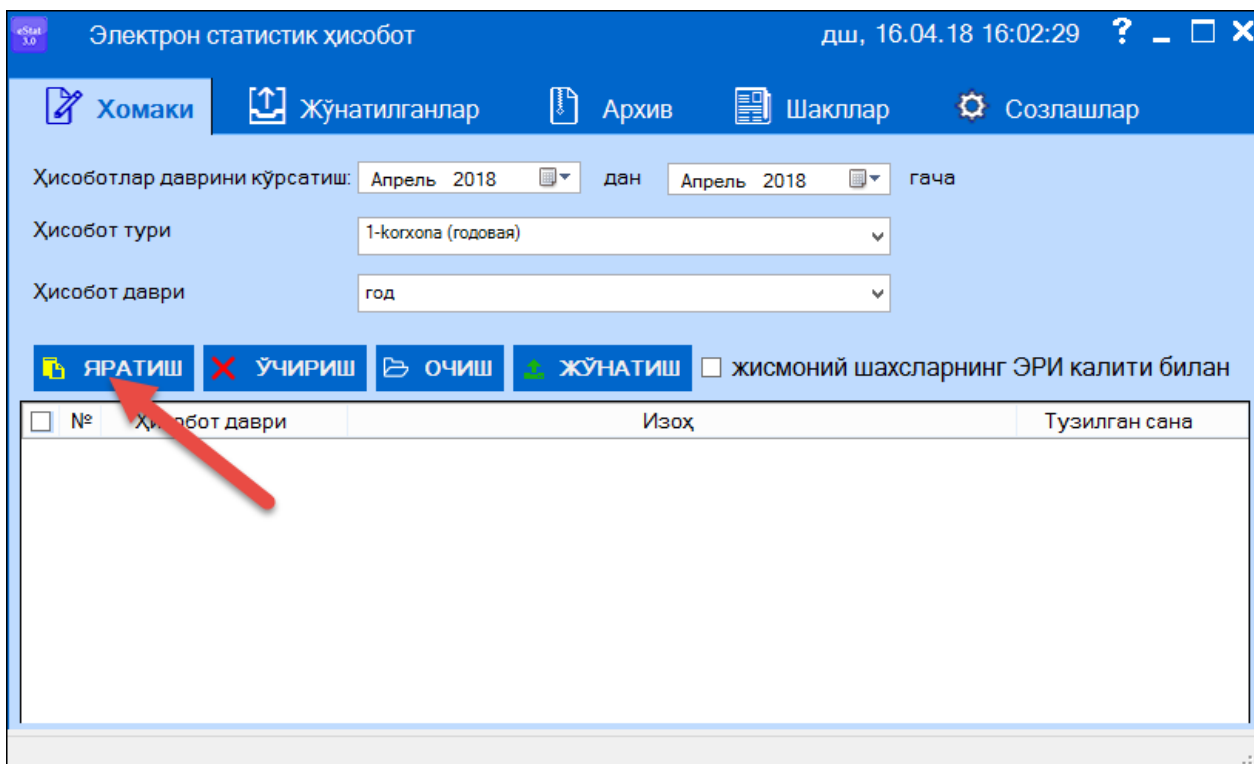 eStat 3.0 Электрон статистик ҳисобот дш, 16.04.18 16:02:29 ?
Хомаки Жўнатилганлар Архив Шакллар Созлашлар
Ҳисоботлар даврини кўрсатиш: Апрель 2018 дан Апрель 2018 гача
Ҳисобот тури 1-korxona (годовая)
Ҳисобот даври год
ЯРАТИШ ЎЧИРИШ ОЧИШ ЖЎНАТИШ жисмоний шахсларнинг ЭРИ калити билан
№ Ҳисобот даври Изоҳ Тузилган сана